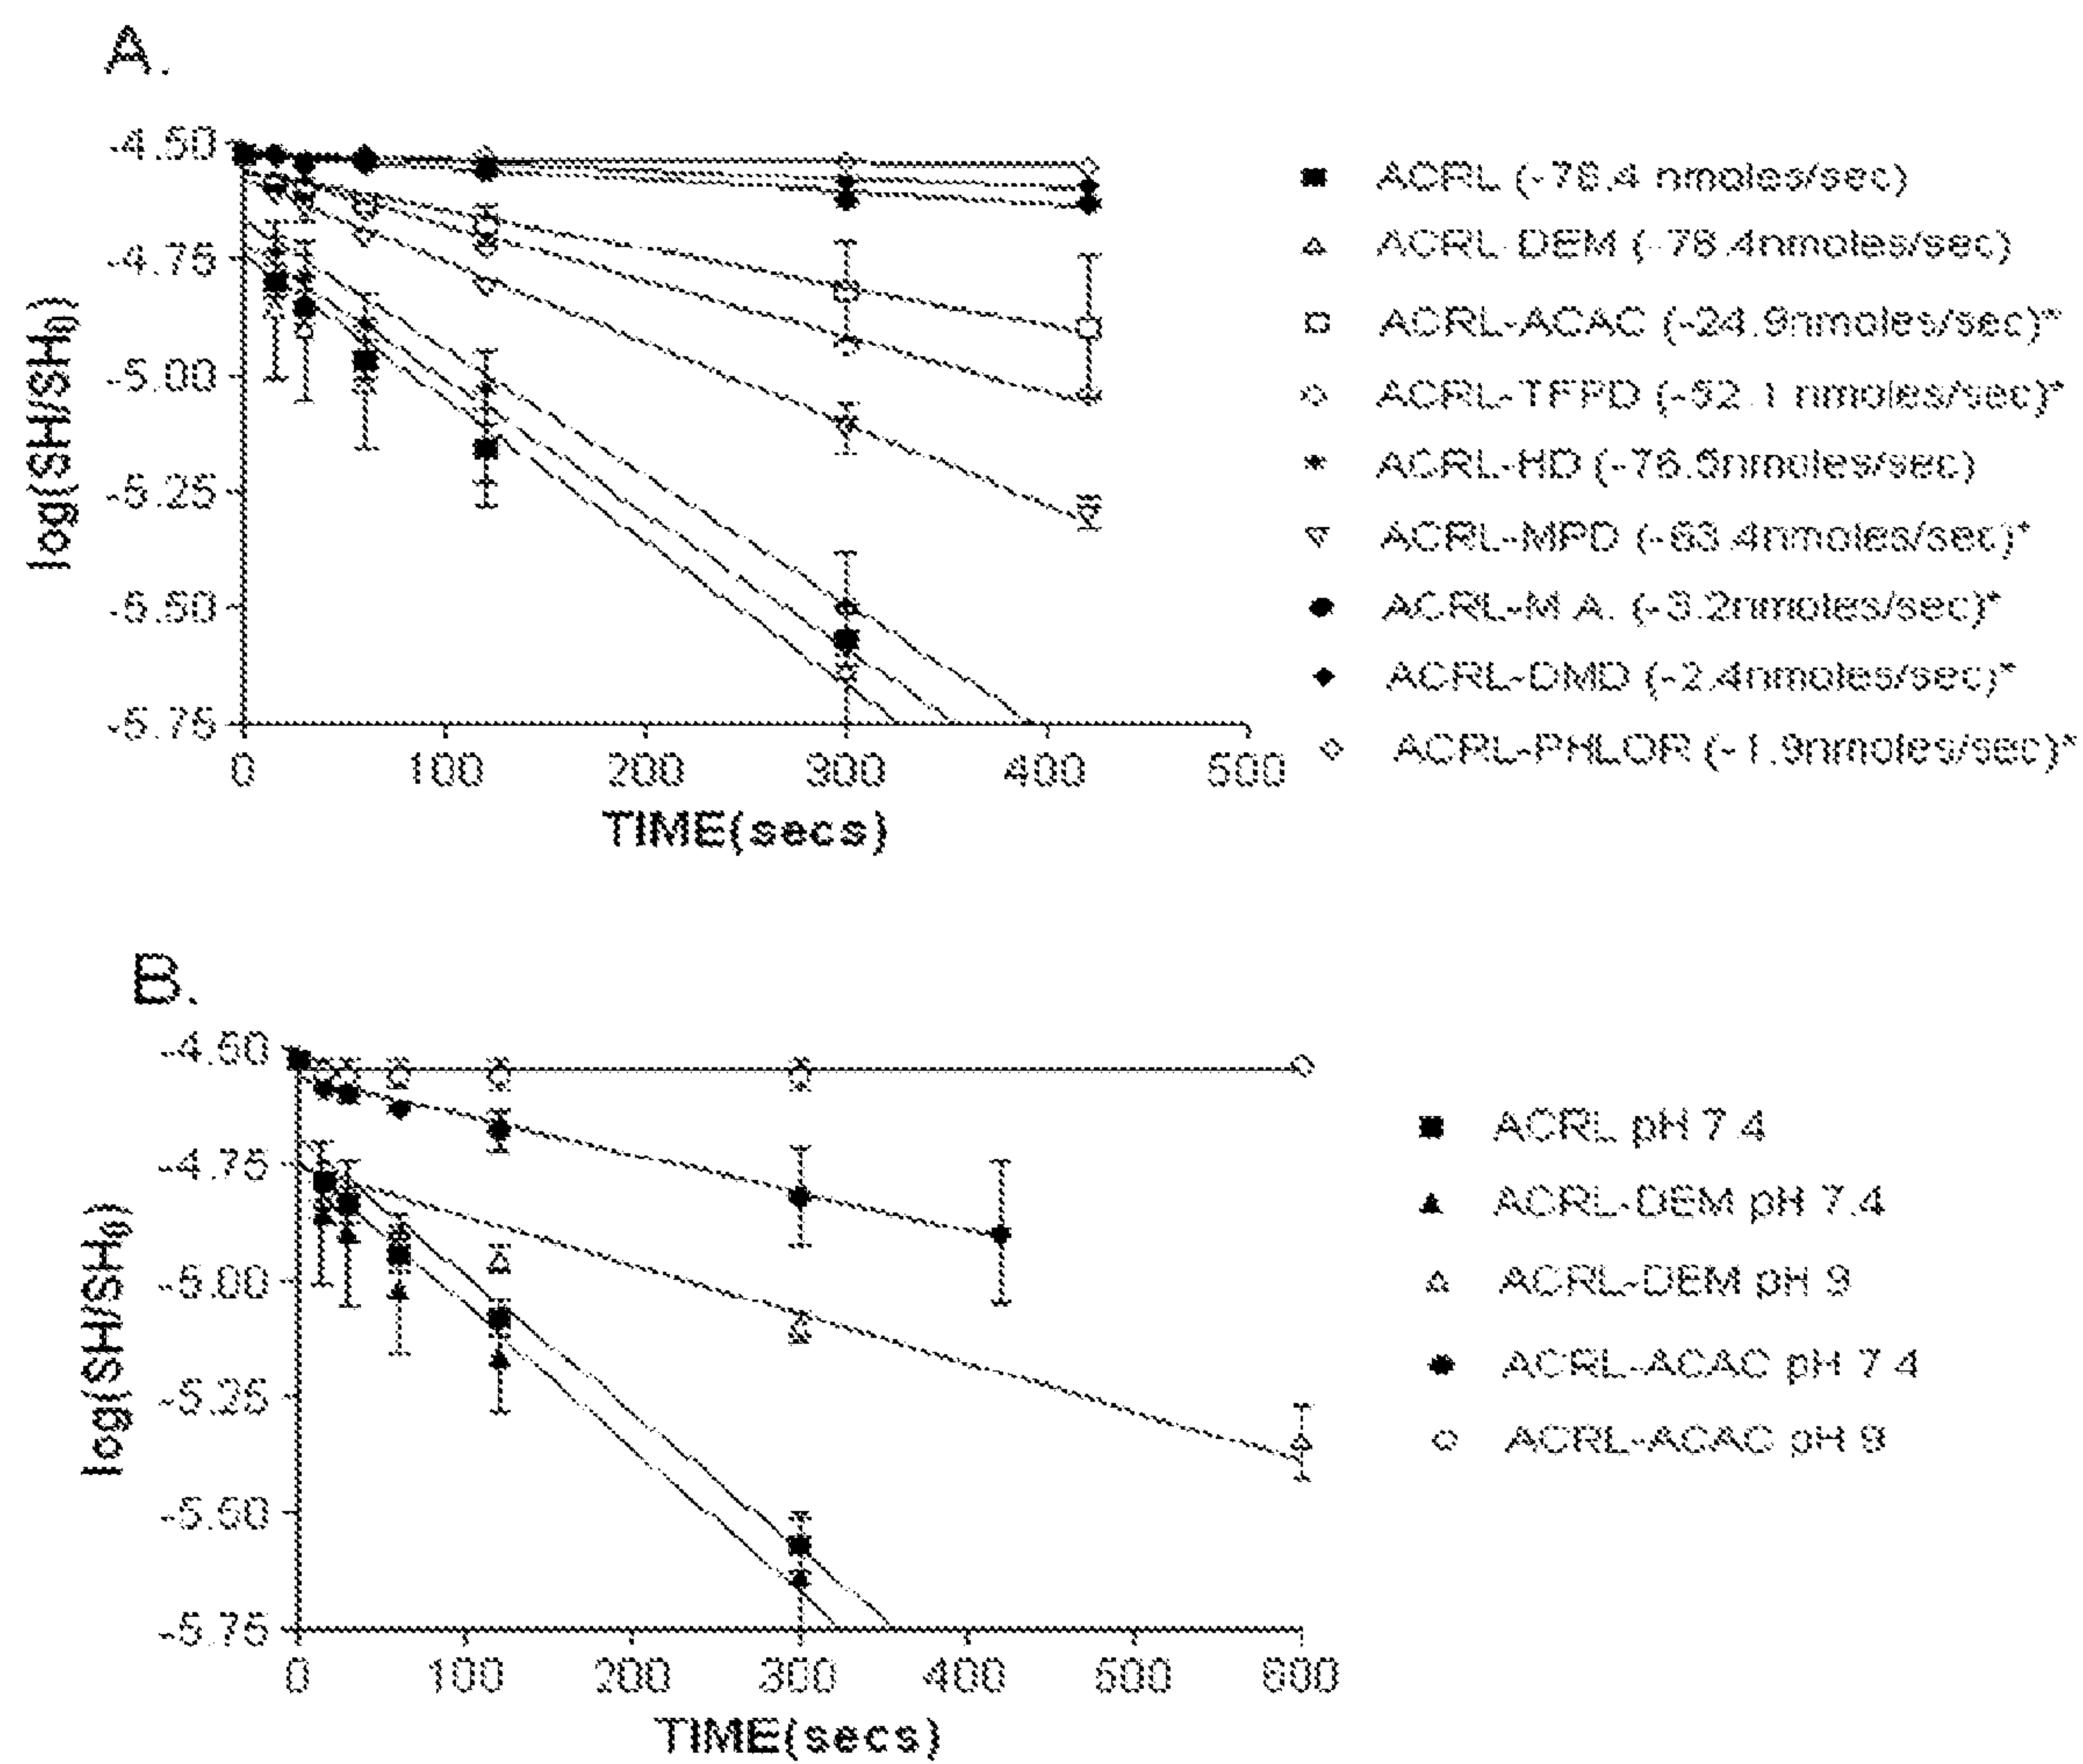 A.
log(SH/SH0)
-4.50
-4.75
-5.00
-5.25
-5.50
-5.75
0 100 200 300 400 500
TIME(secs)
ACRL (-78.4 nmoles/sec)
ACRL-DEM (-78.4nmoles/sec)
ACRL-ACAC (-24.9nmoles/sec)*
ACRL-TFPD (-52.1 nmoles/sec)*
ACRL-HD (-76.5nmoles/sec)
ACRL-MPD (-63.4nmoles/sec)*
ACRL-M.A. (-3.2nmoles/sec)*
ACRL-DMD (-2.4nmoles/sec)*
ACRL-PHLOR (-1.9nmoles/sec)*
B.
log(SH/SH0)
-4.50
-4.75
-5.00
-5.25
-5.50
-5.75
0 100 200 300 400 500 600
TIME(secs)
ACRL pH 7.4
ACRL-DEM pH 7.4
ACRL-DEM pH 9
ACRL-ACAC pH 7.4
ACRL-ACAC pH 9